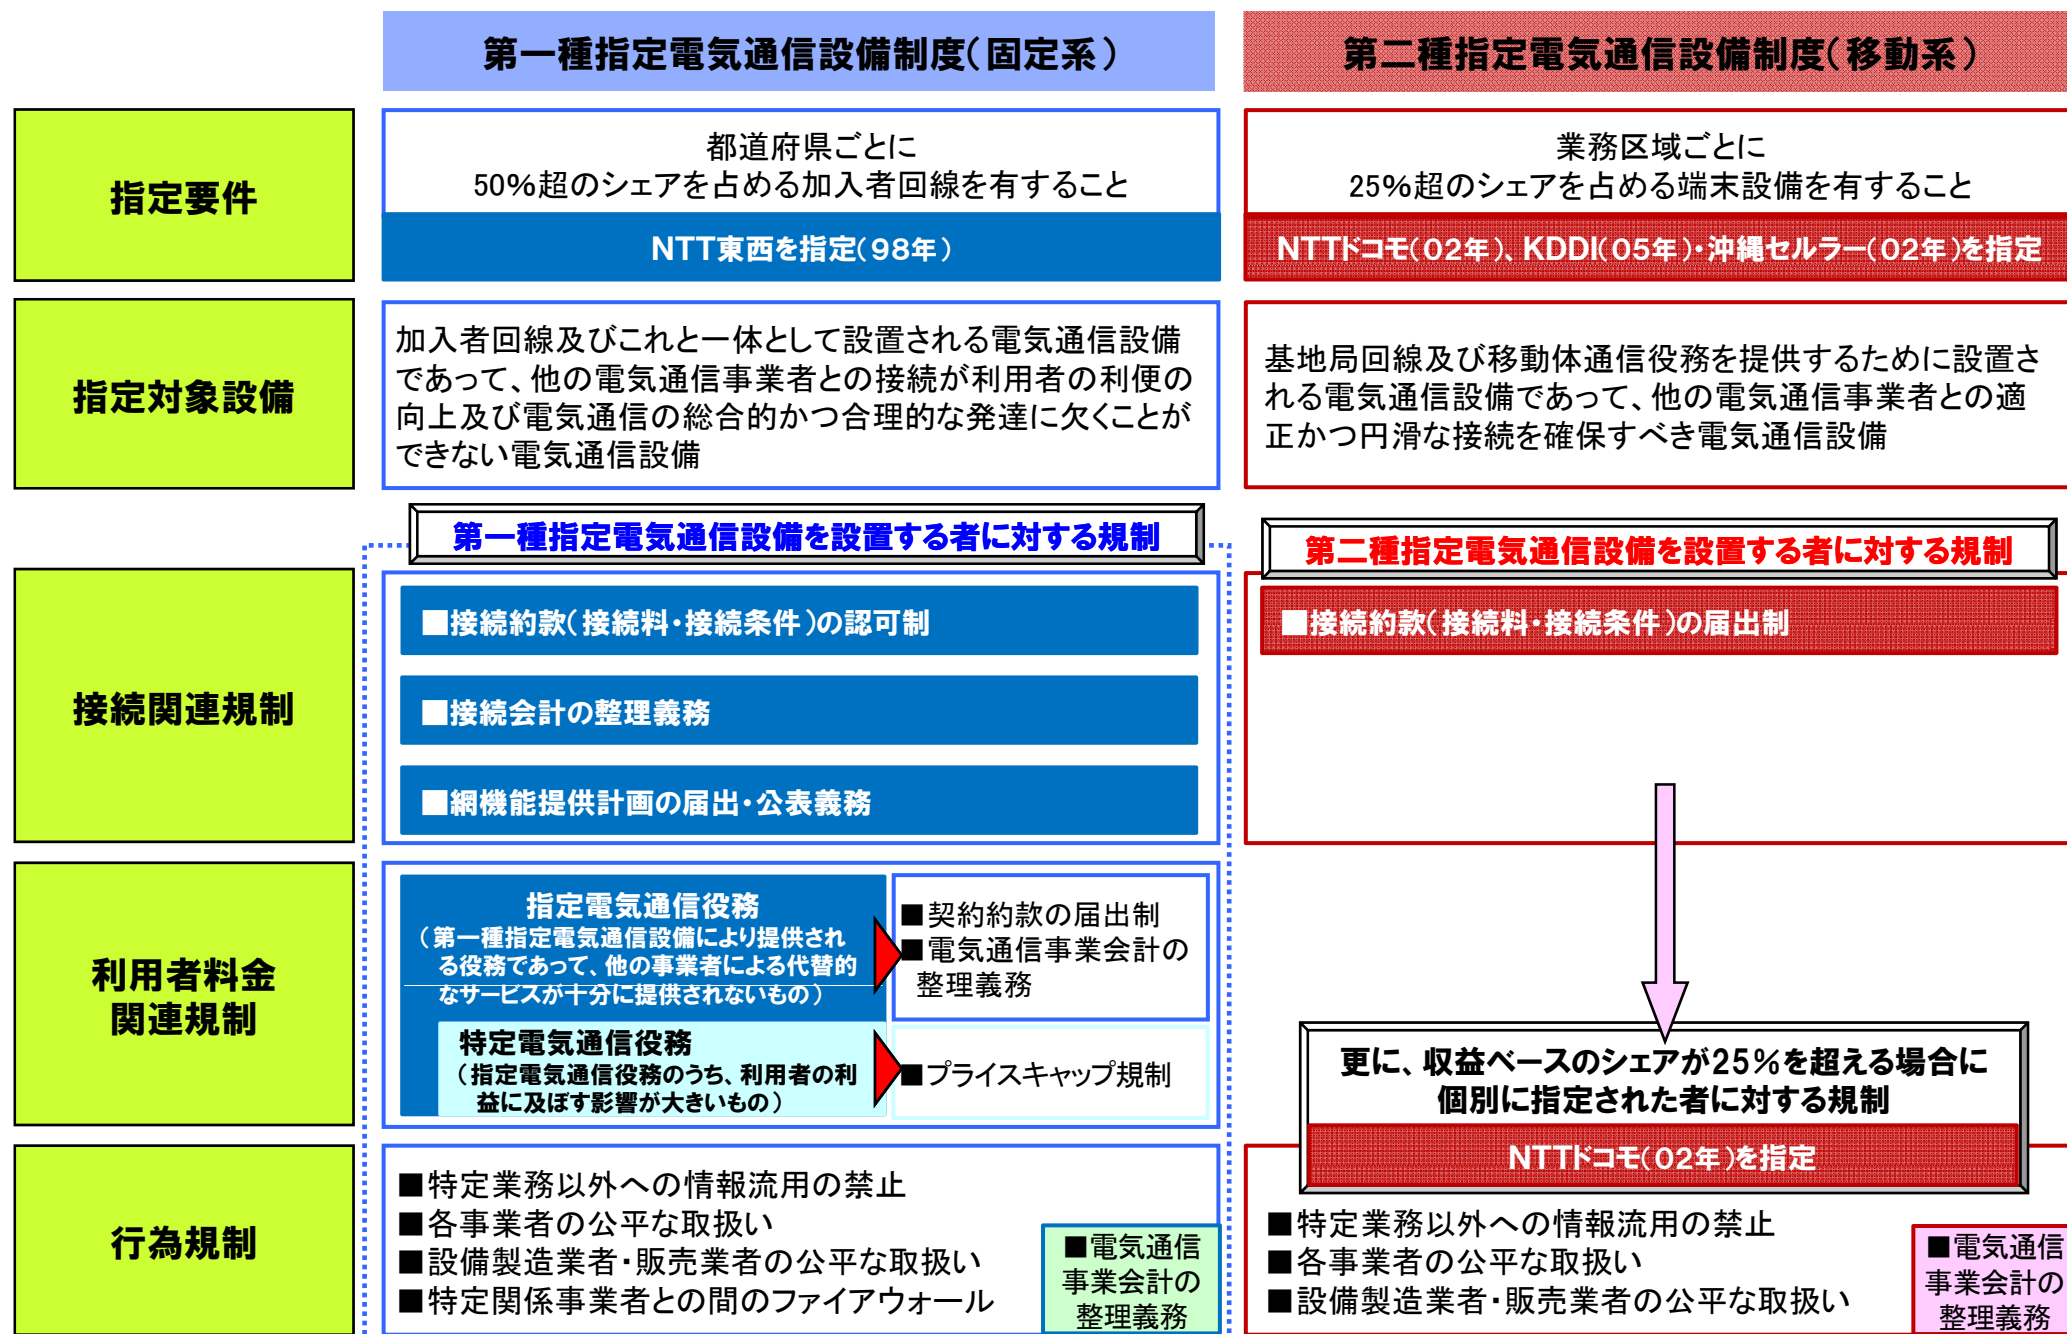 第一種指定電気通信設備制度(固定系)
第二種指定電気通信設備制度(移動系)
指定要件
都道府県ごとに
50%超のシェアを占める加入者回線を有すること
NTT東西を指定(98年)
業務区域ごとに
25%超のシェアを占める端末設備を有すること
NTTドコモ(02年)、KDDI(05年)・沖縄セルラー(02年)を指定
指定対象設備
加入者回線及びこれと一体として設置される電気通信設備
であって、他の電気通信事業者との接続が利用者の利便の
向上及び電気通信の総合的かつ合理的な発達に欠くことが
できない電気通信設備
基地局回線及び移動体通信役務を提供するために設置さ
れる電気通信設備であって、他の電気通信事業者との適
正かつ円滑な接続を確保すべき電気通信設備
第一種指定電気通信設備を設置する者に対する規制
第二種指定電気通信設備を設置する者に対する規制
接続関連規制
■接続約款(接続料・接続条件)の認可制
■接続会計の整理義務
■網機能提供計画の届出・公表義務
■接続約款(接続料・接続条件)の届出制
利用者料金
関連規制
指定電気通信役務
(第一種指定電気通信設備により提供され
る役務であって、他の事業者による代替的
なサービスが十分に提供されないもの)
■契約約款の届出制
■電気通信事業会計の
整理義務
特定電気通信役務
(指定電気通信役務のうち、利用者の利
益に及ぼす影響が大きいもの)
■プライスキャップ規制
更に、収益ベースのシェアが25%を超える場合に
個別に指定された者に対する規制
NTTドコモ(02年)を指定
行為規制
■特定業務以外への情報流用の禁止
■各事業者の公平な取扱い
■設備製造業者・販売業者の公平な取扱い
■特定関係事業者との間のファイアウォール
■電気通信
事業会計の
整理義務
■特定業務以外への情報流用の禁止
■各事業者の公平な取扱い
■設備製造業者・販売業者の公平な取扱い
■電気通信
事業会計の
整理義務